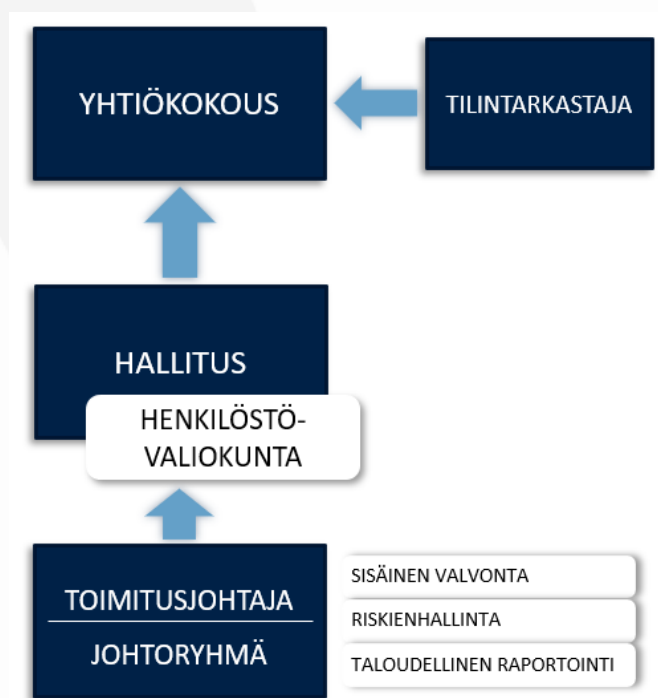 YHTIÖKOKOUS
TILINTARKASTAJA
HALLITUS
HENKILÖSTÖ-
VALIOKUNTA
TOIMITUSJOHTAJA
JOHTORYHMÄ
SISÄINEN VALVONTA
RISKIENHALLINTA
TALOUDELLINEN RAPORTOINTI